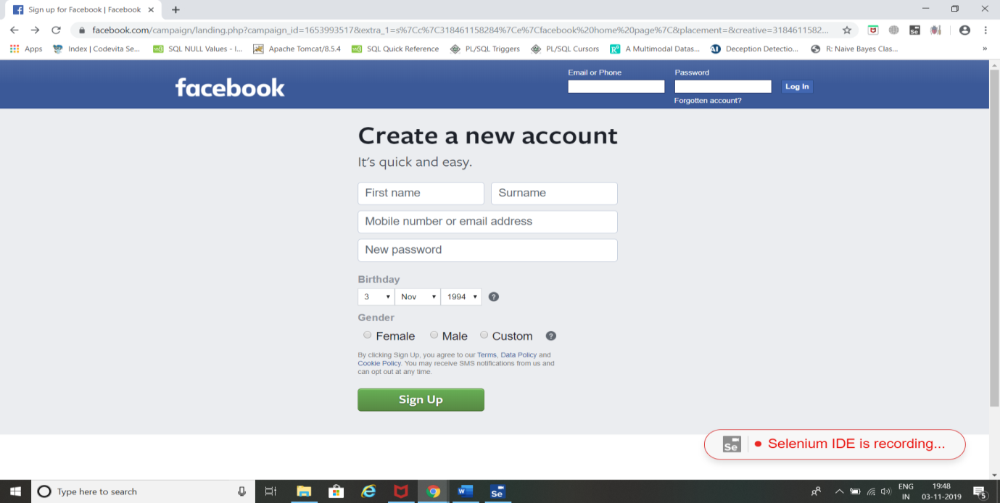 Sign up for Facebook | Facebook
facebook.com/campaign/landing.php?campaign_id=1653993517&extra_1=s%7Cc%7C318461158284%7Ce%7Cfacebook%20home%20page%7C&placement=&creative=3184611582...
Apps Index | Codevita Se... SQL NULL Values - I... Apache Tomcat/8.5.4 SQL Quick Reference PL/SQL Triggers PL/SQL Cursors A Multimodal Datas... Deception Detectio... R: Naive Bayes Clas... »
facebook
Email or Phone Password
Log In
Forgotten account?
Create a new account
It's quick and easy.
First name Surname
Mobile number or email address
New password
Birthday
3 Nov 1994 ?
Gender
Female Male Custom ?
By clicking Sign Up, you agree to our Terms, Data Policy and
Cookie Policy. You may receive SMS notifications from us and
can opt out at any time.
Sign Up
Se Selenium IDE is recording...
Type here to search
Se
ENG
IN
19:48
03-11-2019
5